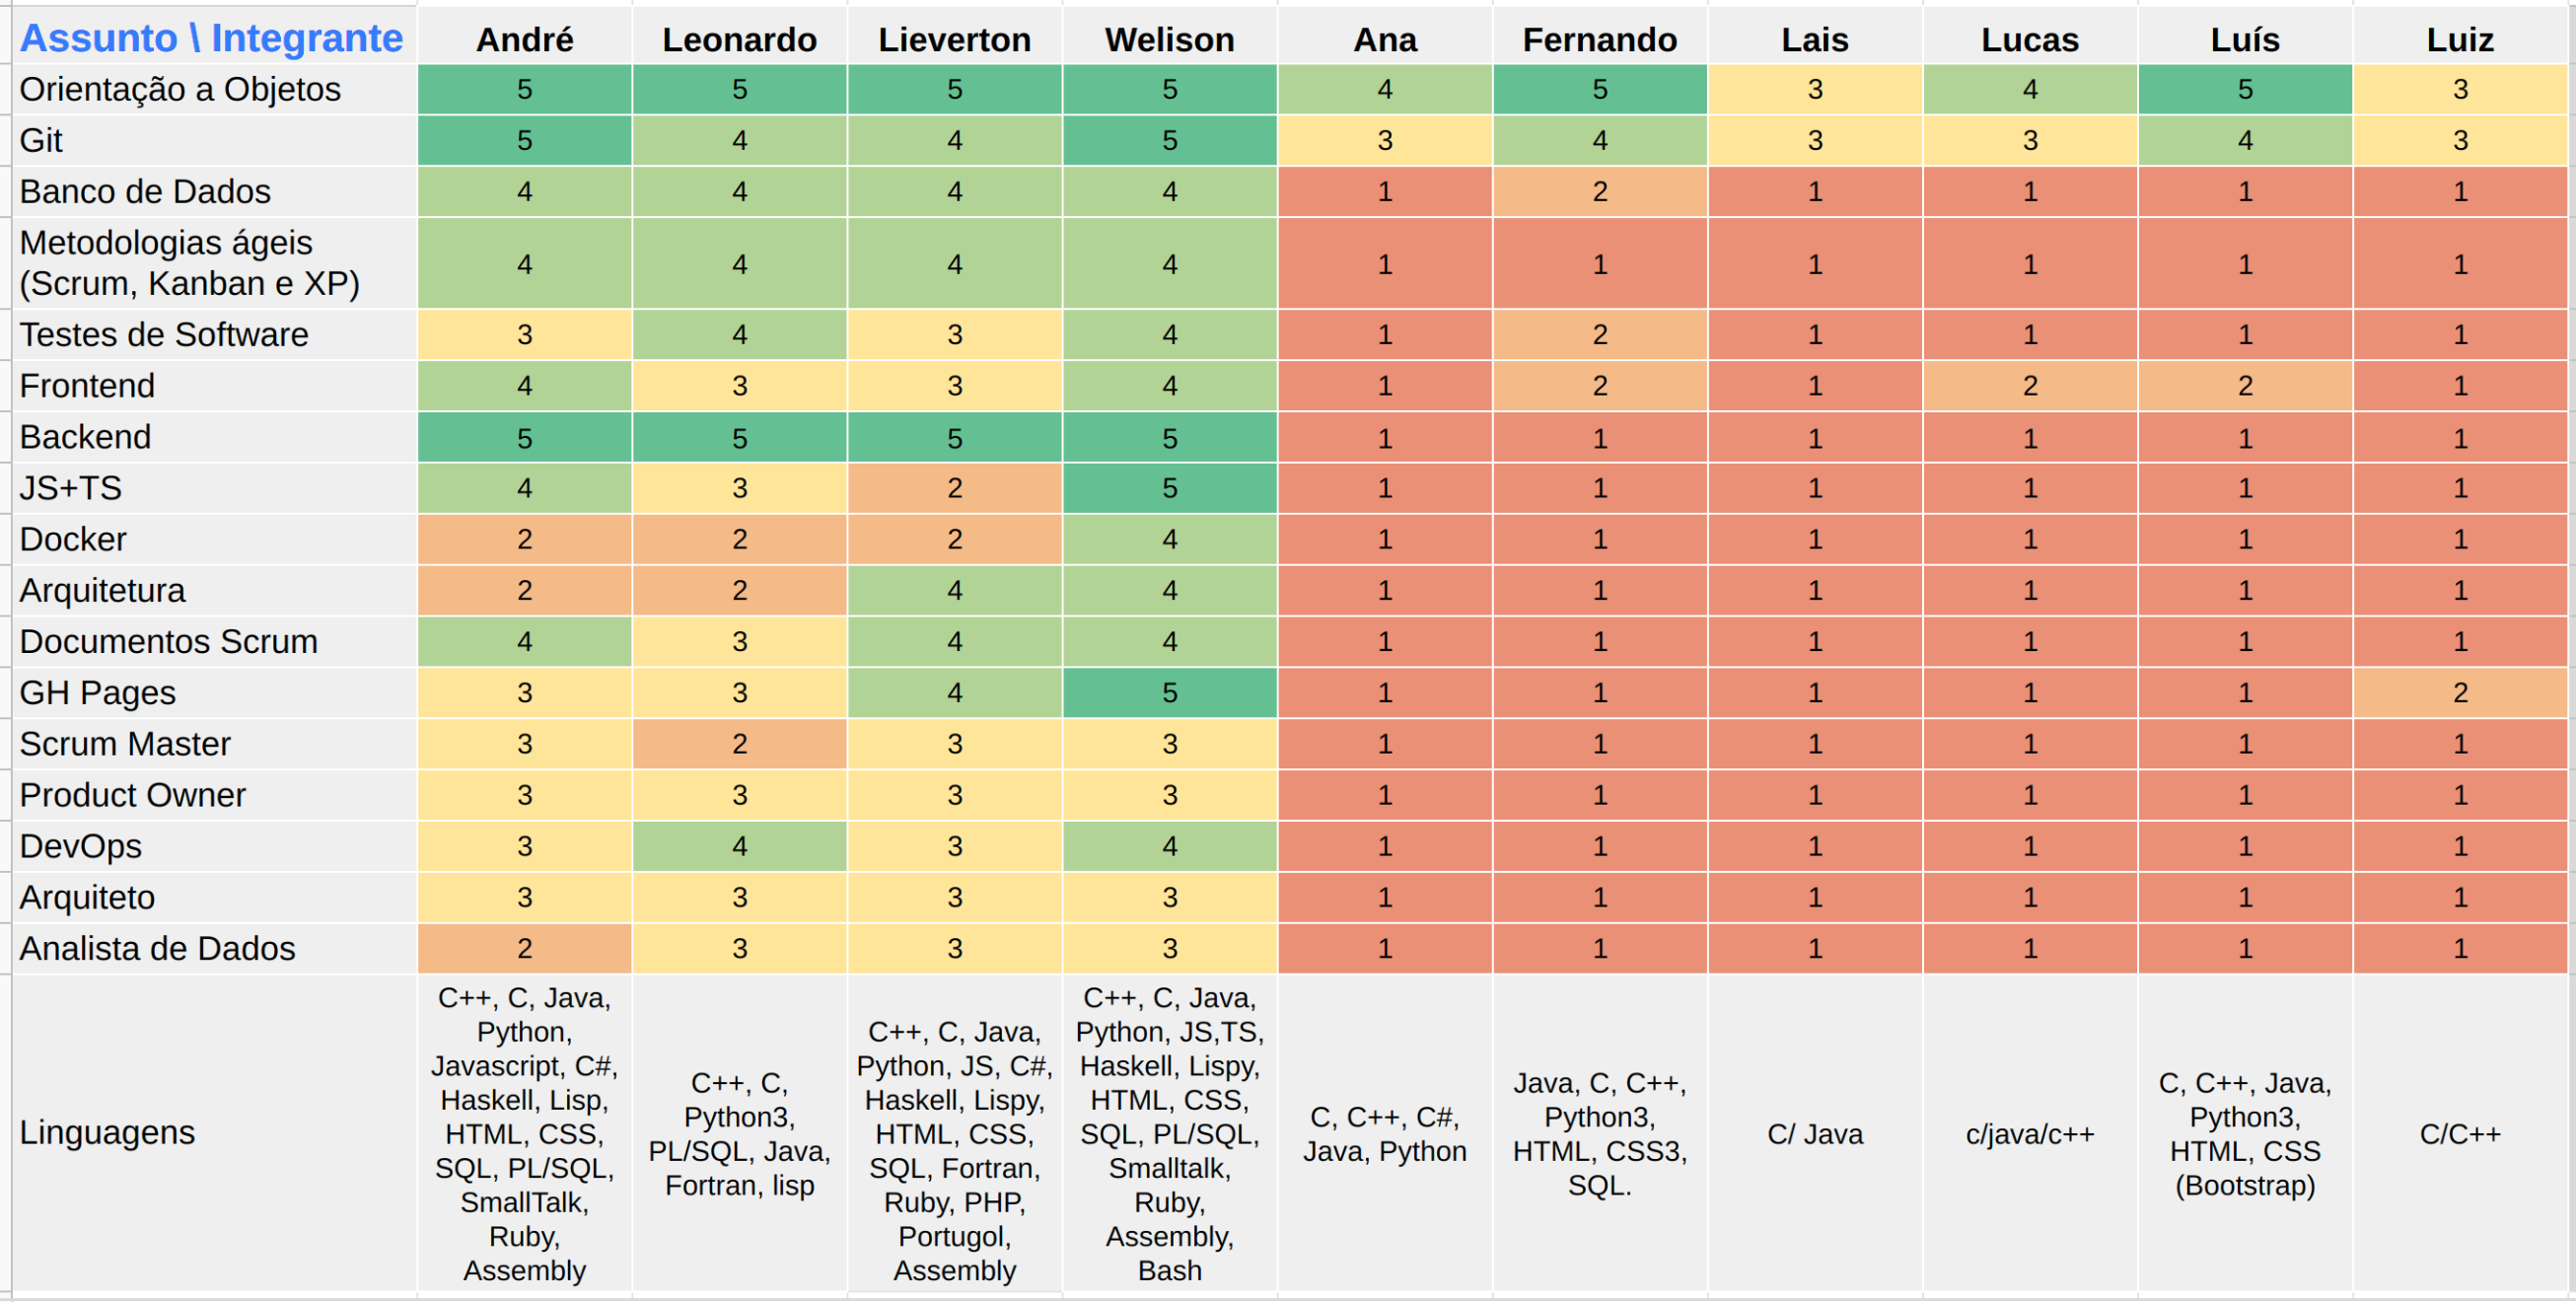 Assunto \ Integrante André Leonardo Lieverton Welison Ana Fernando Lais Lucas Luís Luiz
Orientação a Objetos 5 5 5 5 4 5 3 4 5 3
Git 5 4 4 5 3 4 3 3 4 3
Banco de Dados 4 4 4 4 1 2 1 1 1 1
Metodologias ágeis
(Scrum, Kanban e XP) 4 4 4 4 1 1 1 1 1 1
Testes de Software 3 4 3 4 1 2 1 1 1 1
Frontend 4 3 3 4 1 2 1 2 2 1
Backend 5 5 5 5 1 1 1 1 1 1
JS+TS 4 3 2 5 1 1 1 1 1 1
Docker 2 2 2 4 1 1 1 1 1 1
Arquitetura 2 2 4 4 1 1 1 1 1 1
Documentos Scrum 4 3 4 4 1 1 1 1 1 1
GH Pages 3 3 4 5 1 1 1 1 1 2
Scrum Master 3 2 3 3 1 1 1 1 1 1
Product Owner 3 3 3 3 1 1 1 1 1 1
DevOps 3 4 3 4 1 1 1 1 1 1
Arquiteto 3 3 3 3 1 1 1 1 1 1
Analista de Dados 2 3 3 3 1 1 1 1 1 1
Linguagens
C++, C, Java,
Python,
Javascript, C#,
Haskell, Lisp,
HTML, CSS,
SQL, PL/SQL,
SmallTalk,
Ruby,
Assembly
C++, C,
Python3,
PL/SQL, Java,
Fortran, lisp
C++, C, Java,
Python, JS, C#,
Haskell, Lispy,
HTML, CSS,
SQL, Fortran,
Ruby, PHP,
Portugol,
Assembly
C++, C, Java,
Python, JS,TS,
Haskell, Lispy,
HTML, CSS,
SQL, PL/SQL,
Smalltalk,
Ruby,
Assembly,
Bash
C, C++, C#,
Java, Python
Java, C, C++,
Python3,
HTML, CSS3,
SQL.
C/ Java
c/java/c++
C, C++, Java,
Python3,
HTML, CSS
(Bootstrap)
C/C++